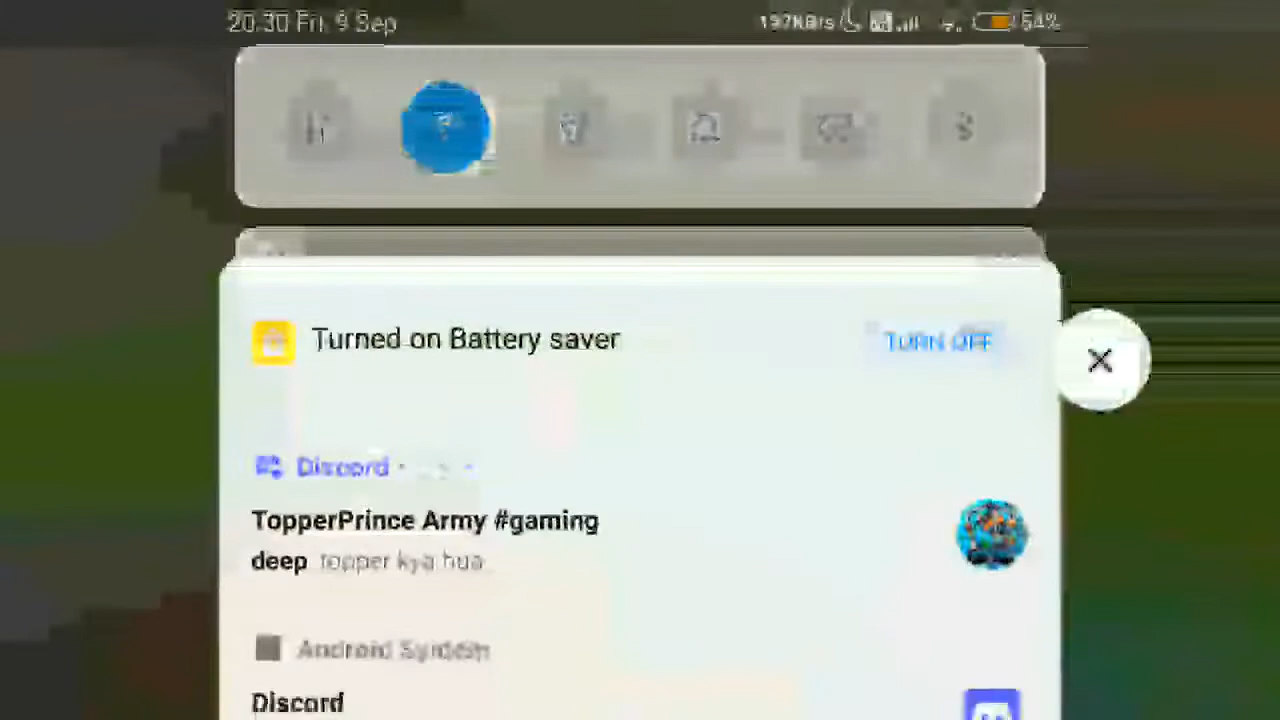 20:30 Fri, 9 Sep
197KB/s
54%
Turned on Battery saver
TURN OFF
Discord
TopperPrince Army #gaming
deep topper kya hua
Android System
Discord